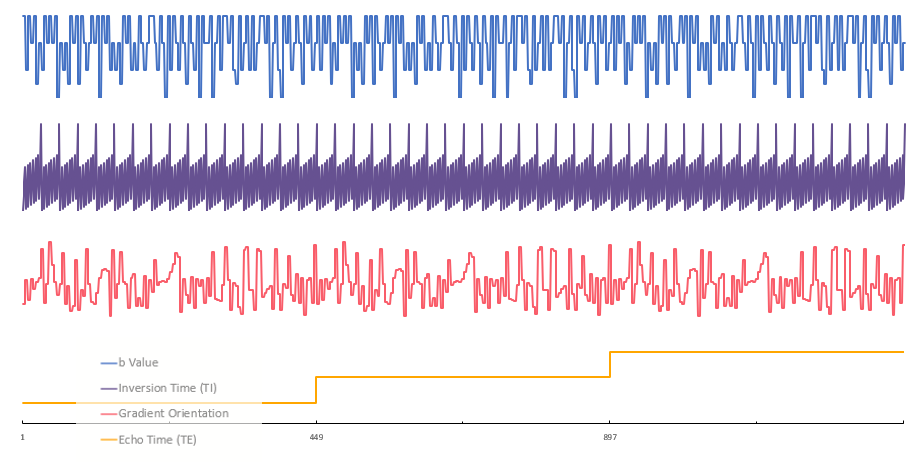 b Value
Inversion Time (TI)
Gradient Orientation
Echo Time (TE)
1 449 897